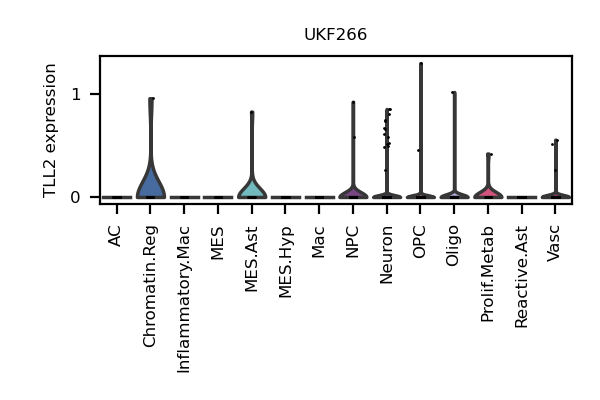 UKF266
TLL2 expression
1
0
AC
Chromatin.Reg
Inflammatory.Mac
MES
MES.Ast
MES.Hyp
Mac
NPC
Neuron
OPC
Oligo
Prolif.Metab
Reactive.Ast
Vasc